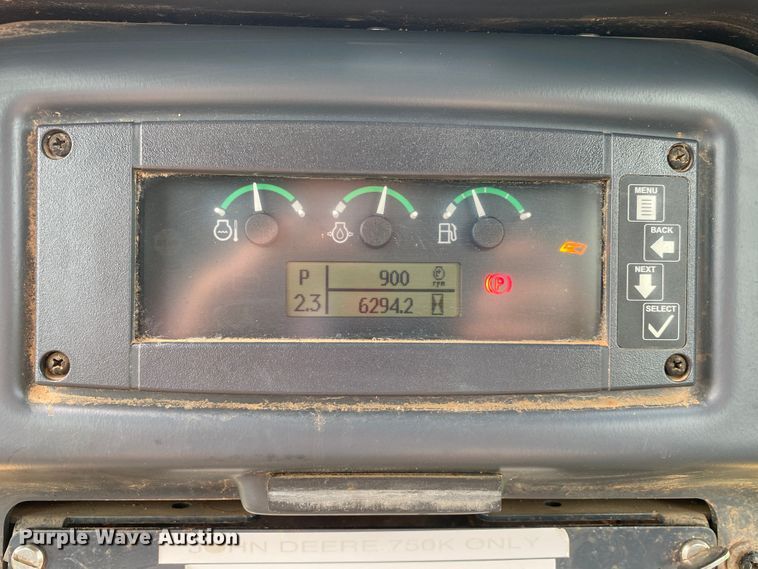 MENU
BACK
NEXT
SELECT
P 900 rpm
2.3 6294.2
P
Purple Wave Auction
JOHN DEERE 750K ONLY